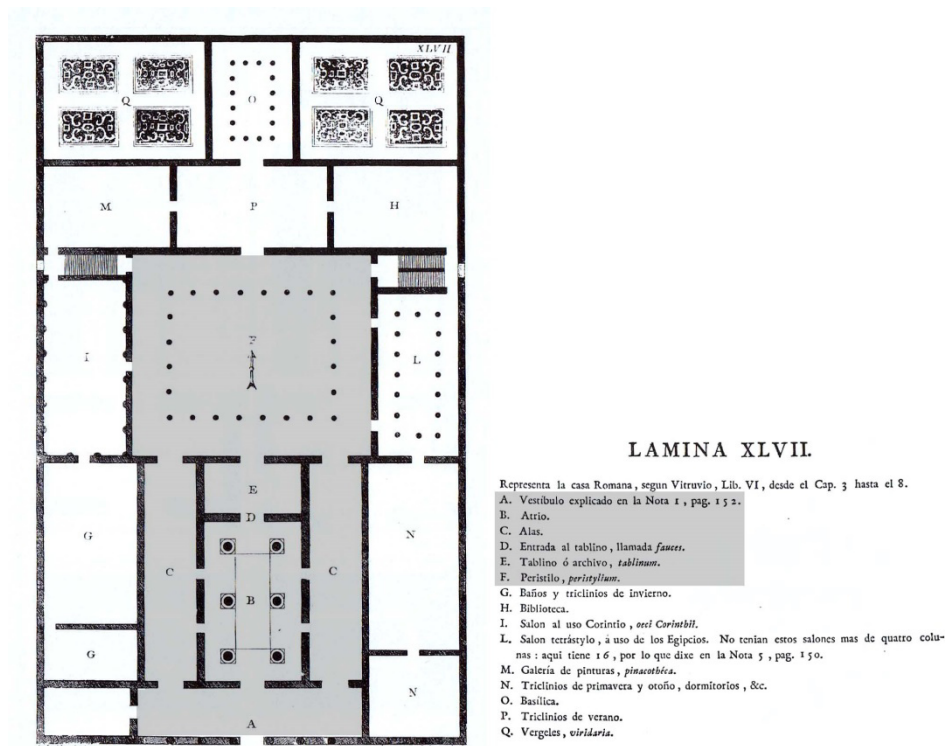 XLVII
Q
O
Q
M
P
H
F
I
L
E
D
G
N
C
C
B
G
N
A
LAMINA XLVII.
Representa la casa Romana, segun Vitruvio, Lib. VI, desde el Cap. 3 hasta el 8.
A. Vestíbulo explicado en la Nota 1, pag. 152.
B. Atrio.
C. Alas.
D. Entrada al tablino, llamada fauces.
E. Tablino ó archivo, tablinum.
F. Peristilo, peristylium.
G. Baños y triclinios de invierno.
H. Biblioteca.
I. Salon al uso Corintio, oeci Corinthii.
L. Salon tetrástylo, á uso de los Egipcios. No tenian estos salones mas de quatro colu-
nas: aqui tiene 16, por lo que dixe en la Nota 5, pag. 150.
M. Galería de pinturas, pinacothéca.
N. Triclinios de primavera y otoño, dormitorios, &c.
O. Basílica.
P. Triclinios de verano.
Q. Vergeles, viridaria.